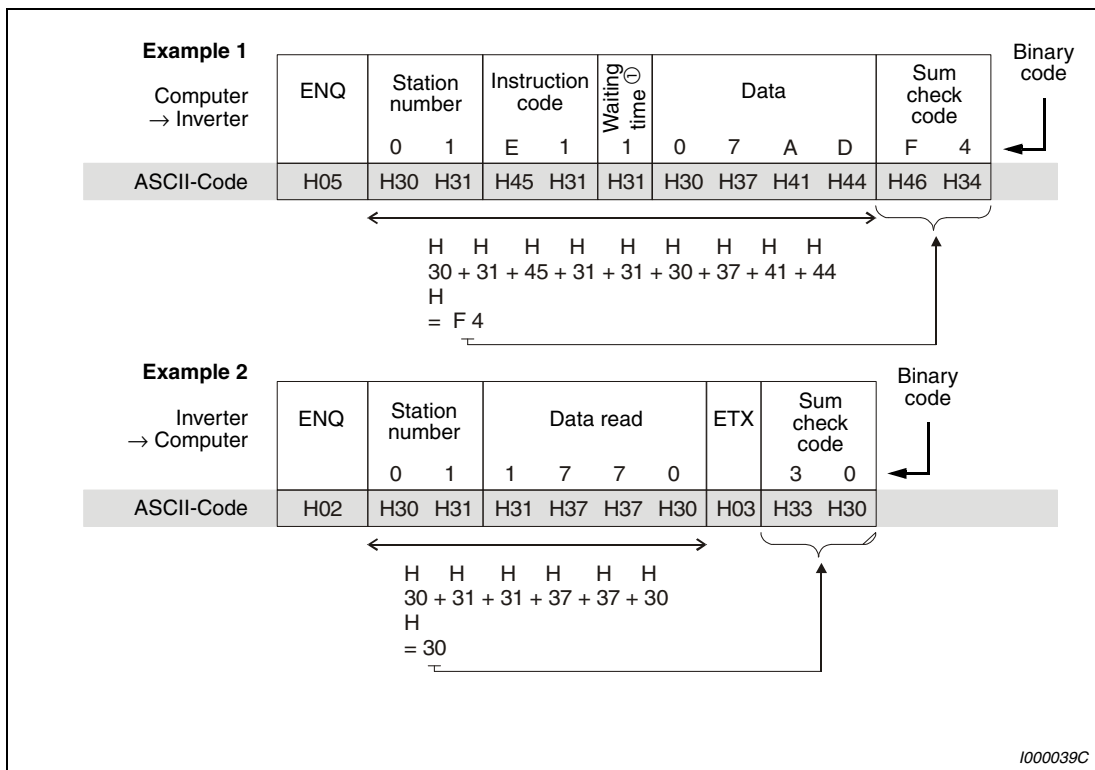 Example 1
Computer
→ Inverter
ENQ
Station
number
0 1
Instruction
code
E 1
Waiting
time ①
1
Data
0 7 A D
Sum
check
code
F 4
Binary
code
ASCII-Code H05 H30 H31 H45 H31 H31 H30 H37 H41 H44 H46 H34
H H H H H H H H H
30 + 31 + 45 + 31 + 31 + 30 + 37 + 41 + 44
H
= F 4
Example 2
Inverter
→ Computer
ENQ
Station
number
0 1
Data read
1 7 7 0
ETX
Sum
check
code
3 0
Binary
code
ASCII-Code H02 H30 H31 H31 H37 H37 H30 H03 H33 H30
H H H H H H
30 + 31 + 31 + 37 + 37 + 30
H
= 30
I000039C